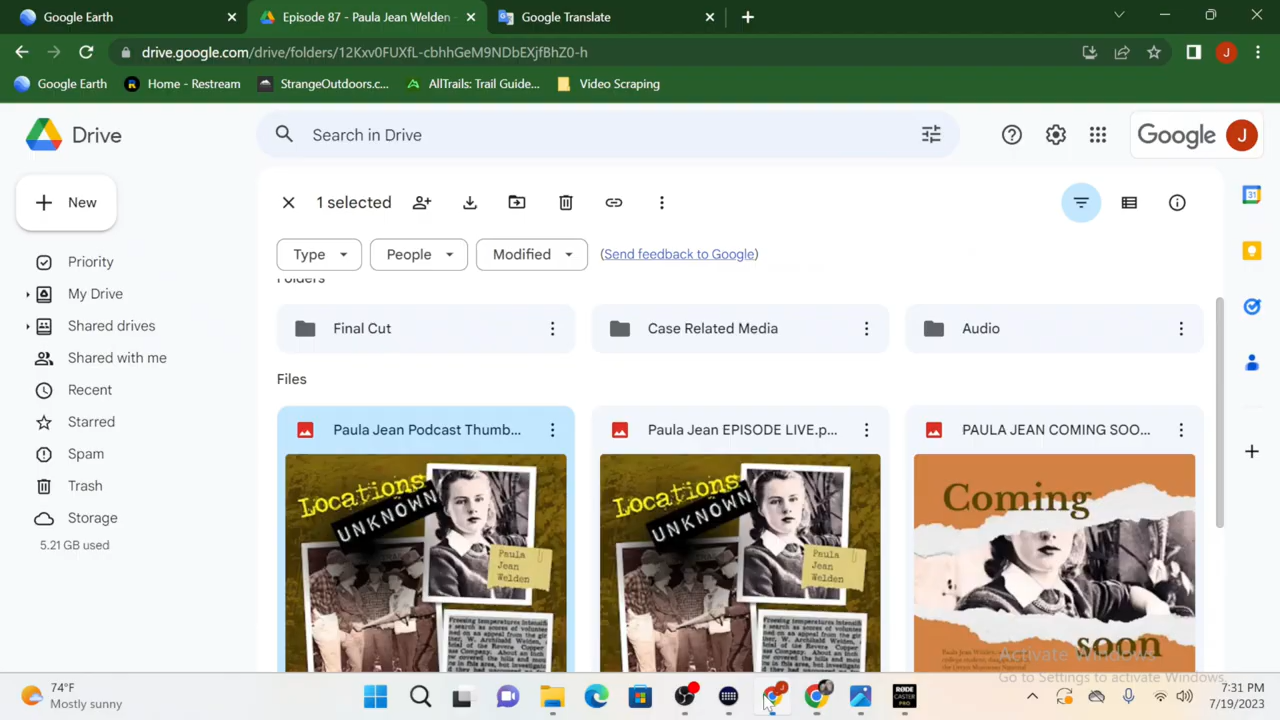 Google Earth
Episode 87 - Paula Jean Welden -
Google Translate
drive.google.com/drive/folders/12Kxv0FUXfL-cbhhGeM9NDbEXjfBhZ0-h
J
Google Earth
Home - Restream
StrangeOutdoors.c...
AllTrails: Trail Guide...
Video Scraping
Drive
Search in Drive
Google
J
New
1 selected
Type
People
Modified
(Send feedback to Google)
Folders
Priority
My Drive
Shared drives
Shared with me
Recent
Starred
Spam
Trash
Storage
5.21 GB used
Final Cut
Case Related Media
Audio
Files
Paula Jean Podcast Thumb...
Paula Jean EPISODE LIVE.p...
PAULA JEAN COMING SOO...
Locations
UNKNOWN
Paula
Jean
Welden
Locations
UNKNOWN
Paula
Jean
Welden
Coming
soon
31
Activate Windows
Go to Settings to activate Windows.
74°F
Mostly sunny
7:31 PM
7/19/2023